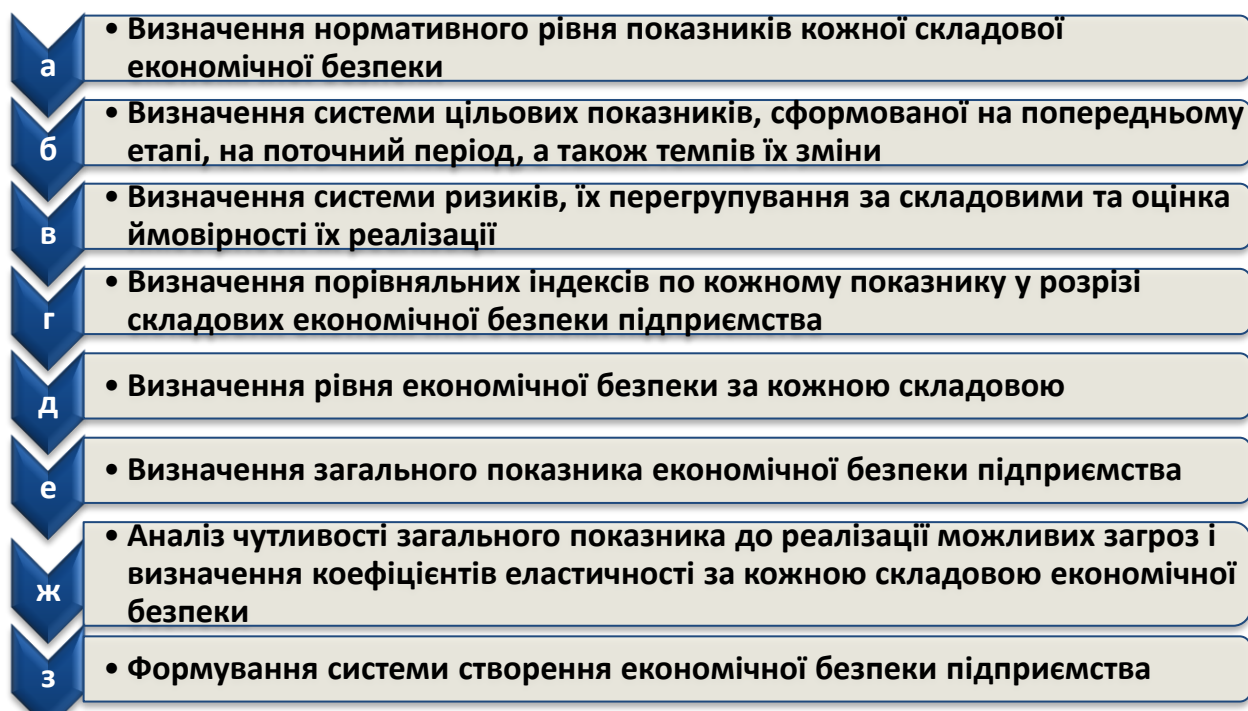 а
• Визначення нормативного рівня показників кожної складової
економічної безпеки
б
• Визначення системи цільових показників, сформованої на попередньому
етапі, на поточний період, а також темпів їх зміни
в
• Визначення системи ризиків, їх перегрупування за складовими та оцінка
ймовірності їх реалізації
г
• Визначення порівняльних індексів по кожному показнику у розрізі
складових економічної безпеки підприємства
д
• Визначення рівня економічної безпеки за кожною складовою
е
• Визначення загального показника економічної безпеки підприємства
ж
• Аналіз чутливості загального показника до реалізації можливих загроз і
визначення коефіцієнтів еластичності за кожною складовою економічної
безпеки
з
• Формування системи створення економічної безпеки підприємства